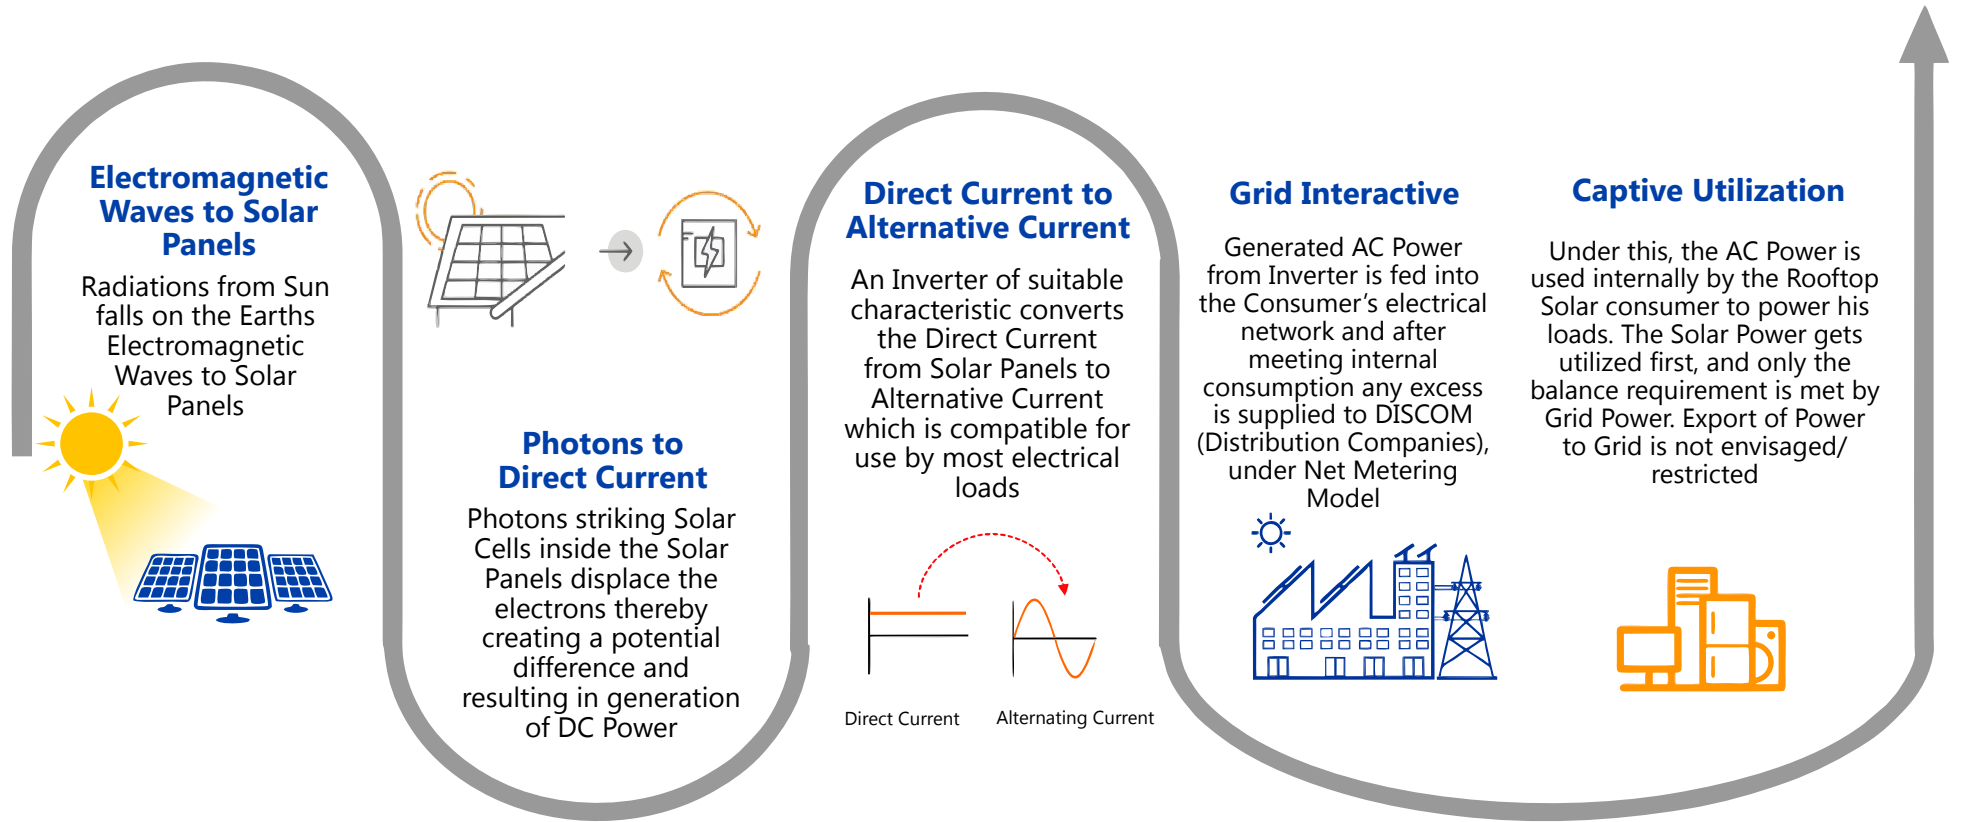 Electromagnetic
Waves to Solar
Panels
Radiations from Sun
falls on the Earths
Electromagnetic
Waves to Solar
Panels
Photons to
Direct Current
Photons striking Solar
Cells inside the Solar
Panels displace the
electrons thereby
creating a potential
difference and
resulting in generation
of DC Power
Direct Current to
Alternative Current
An Inverter of suitable
characteristic converts
the Direct Current
from Solar Panels to
Alternative Current
which is compatible for
use by most electrical
loads
Direct Current
Alternating Current
Grid Interactive
Generated AC Power
from Inverter is fed into
the Consumer’s electrical
network and after
meeting internal
consumption any excess
is supplied to DISCOM
(Distribution Companies),
under Net Metering
Model
Captive Utilization
Under this, the AC Power is
used internally by the Rooftop
Solar consumer to power his
loads. The Solar Power gets
utilized first, and only the
balance requirement is met by
Grid Power. Export of Power
to Grid is not envisaged/
restricted